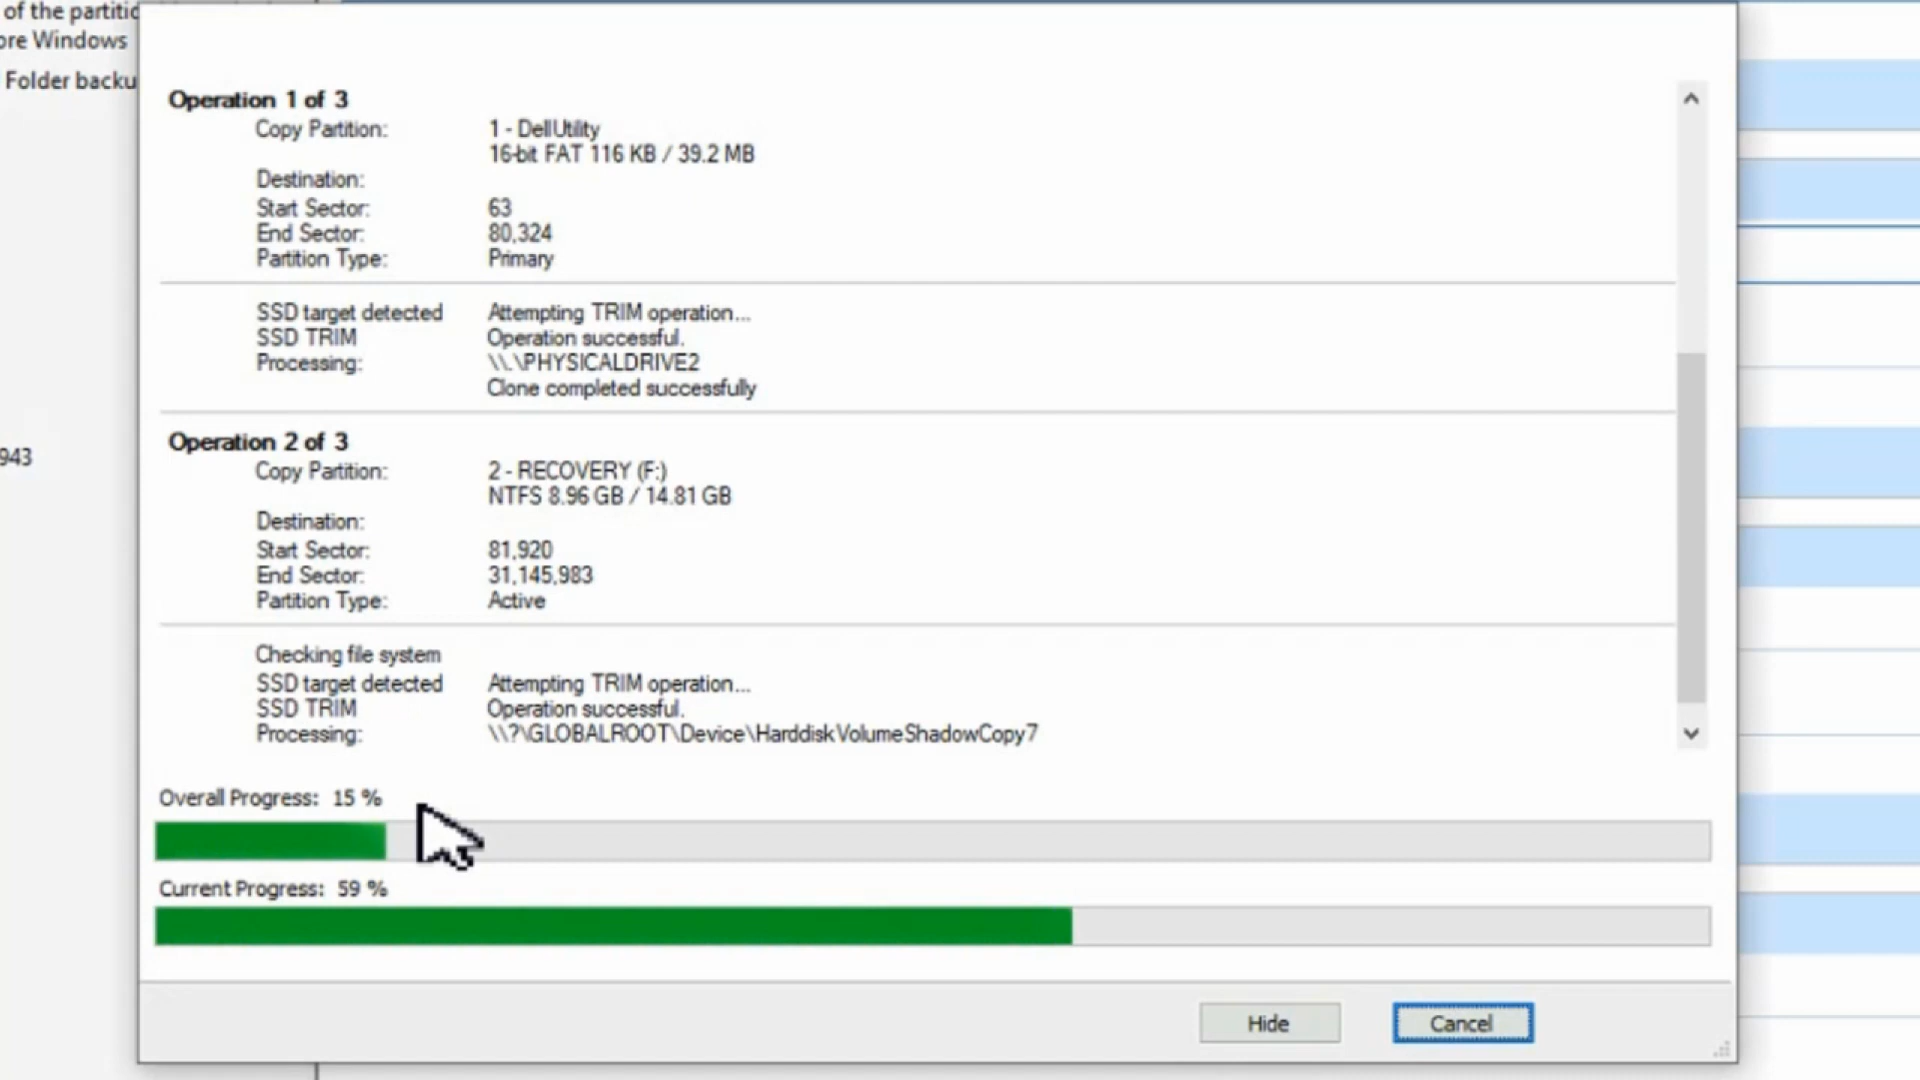 of the partitio
ore Windows
Folder backu
943
Operation 1 of 3
Copy Partition: 1 - DellUtility
16-bit FAT 116 KB / 39.2 MB
Destination:
Start Sector: 63
End Sector: 80,324
Partition Type: Primary
SSD target detected Attempting TRIM operation...
SSD TRIM Operation successful.
Processing: \\.\PHYSICALDRIVE2
Clone completed successfully
Operation 2 of 3
Copy Partition: 2 - RECOVERY (F:)
NTFS 8.96 GB / 14.81 GB
Destination:
Start Sector: 81,920
End Sector: 31,145,983
Partition Type: Active
Checking file system
SSD target detected Attempting TRIM operation...
SSD TRIM Operation successful.
Processing: \\?\GLOBALROOT\Device\HarddiskVolumeShadowCopy7
Overall Progress: 15 %
Current Progress: 59 %
Hide Cancel